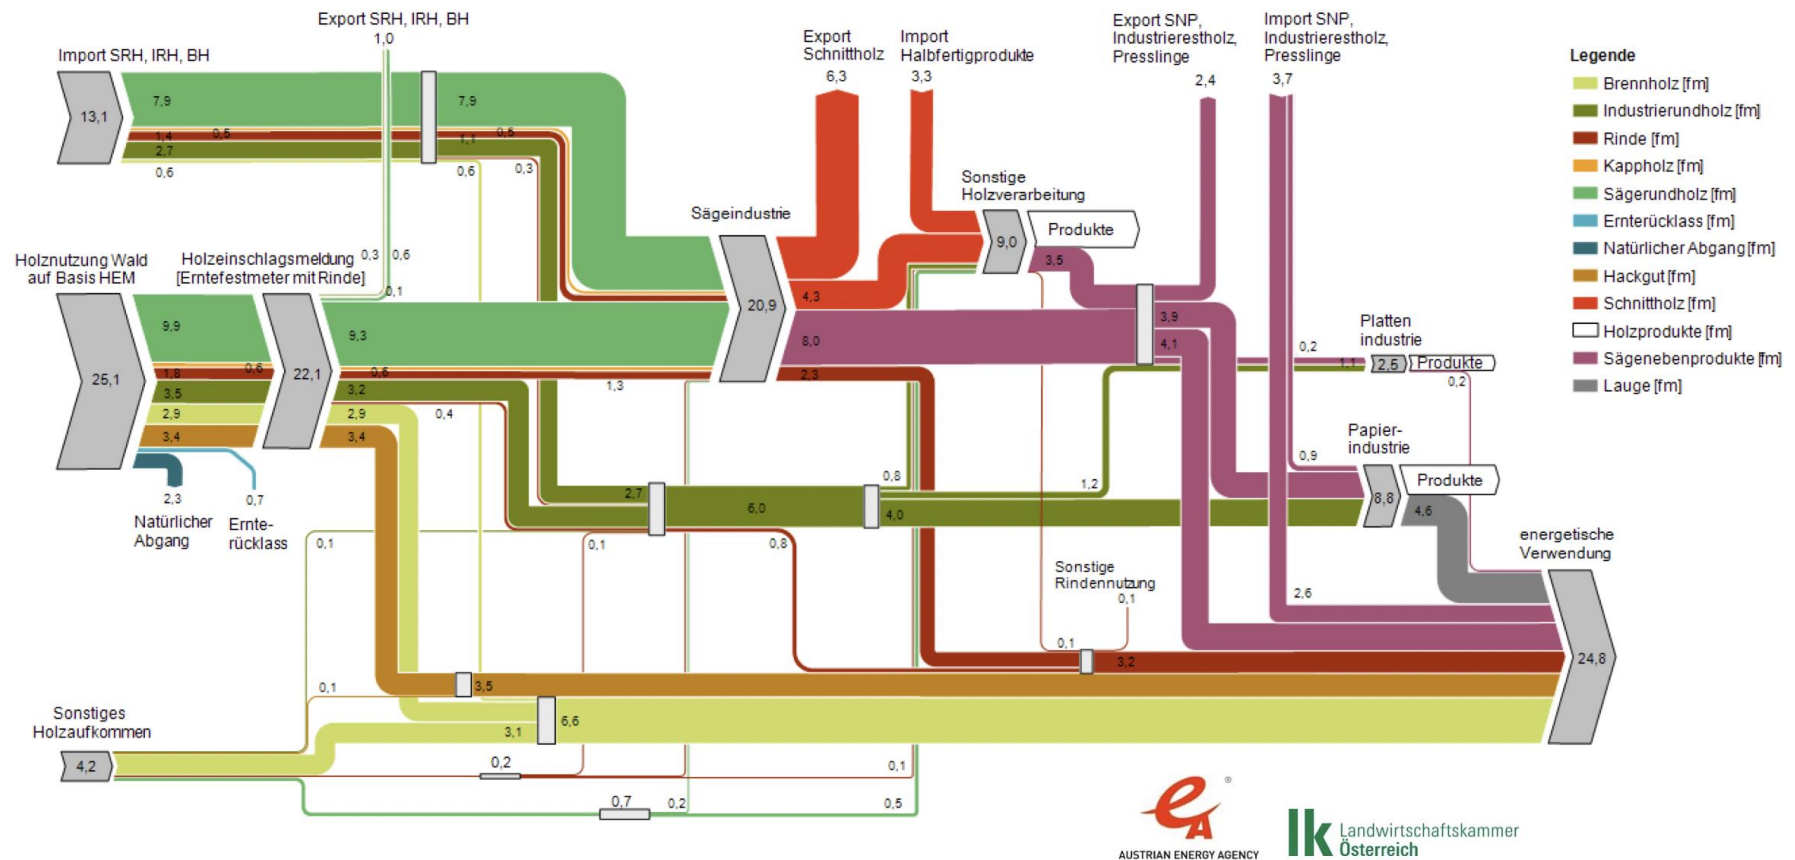 Export SRH, IRH, BH
1,0
Import SRH, IRH, BH
13,1
7,9
1,4
0,5
2,7
0,6
7,9
1,1
0,5
0,6
0,3
Export
Schnittholz
6,3
Import
Halbfertigprodukte
3,3
Export SNP,
Industrierestholz,
Presslinge
2,4
Import SNP,
Industrierestholz,
Presslinge
3,7
Legende
Brennholz [fm]
Industrierundholz [fm]
Rinde [fm]
Kappholz [fm]
Sägerundholz [fm]
Ernterücklass [fm]
Natürlicher Abgang [fm]
Hackgut [fm]
Schnittholz [fm]
Holzprodukte [fm]
Sägenebenprodukte [fm]
Lauge [fm]
Sonstige
Holzverarbeitung
9,0
Produkte
3,5
Sägeindustrie
20,9
4,3
8,0
2,3
3,9
4,1
Holznutzung Wald
auf Basis HEM
25,1
9,9
1,8
0,6
3,5
2,9
3,4
2,3
Natürlicher
Abgang
0,7
Ernte-
rücklass
Holzeinschlagsmeldung
[Erntefestmeter mit Rinde]
0,3
0,6
0,1
22,1
9,3
0,6
1,3
3,2
2,9
0,4
3,4
Platten
industrie
0,2
1,1
2,5
Produkte
0,2
Papier-
industrie
0,9
8,8
Produkte
4,6
2,7
6,0
0,8
4,0
1,2
0,1
0,1
0,8
Sonstige
Rindennutzung
0,1
0,1
3,2
2,6
energetische
Verwendung
24,8
0,1
3,5
6,6
3,1
Sonstiges
Holzaufkommen
4,2
0,2
0,1
0,7
0,2
0,5
eA
®
AUSTRIAN ENERGY AGENCY
lk
Landwirtschaftskammer
Österreich